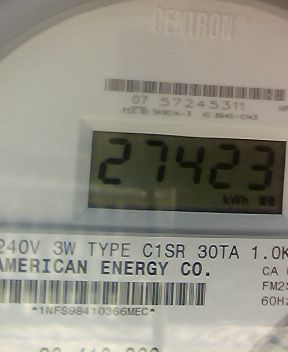 CENTRON®
07 57245311
27423
kWh
240V 3W TYPE C1SR 30TA 1.0K
AMERICAN ENERGY CO.
CA
FM2S
60Hz
*1NFS98410366MEC*